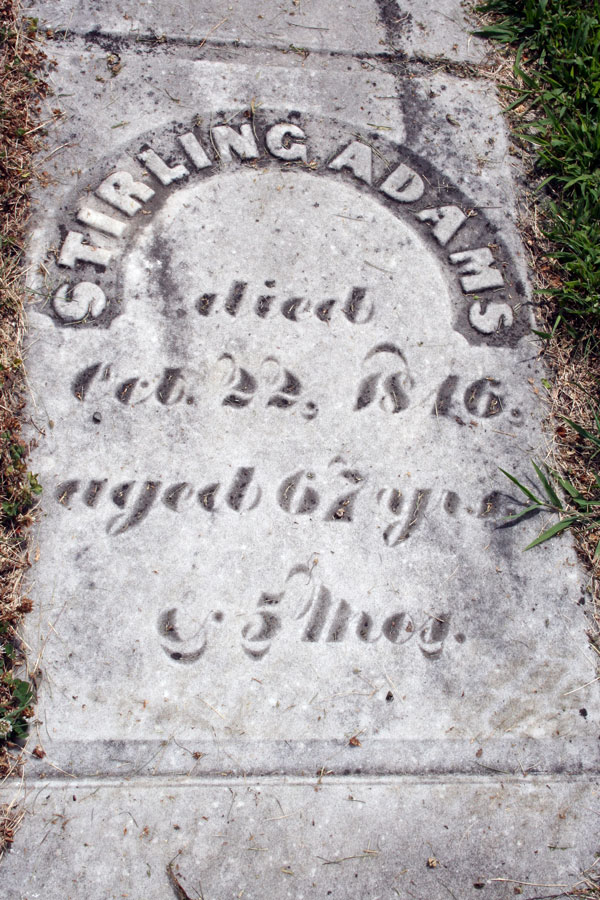 STIRLING ADAMS
died
Oct. 22, 1846,
aged 67 yrs.
& 5 Mos.